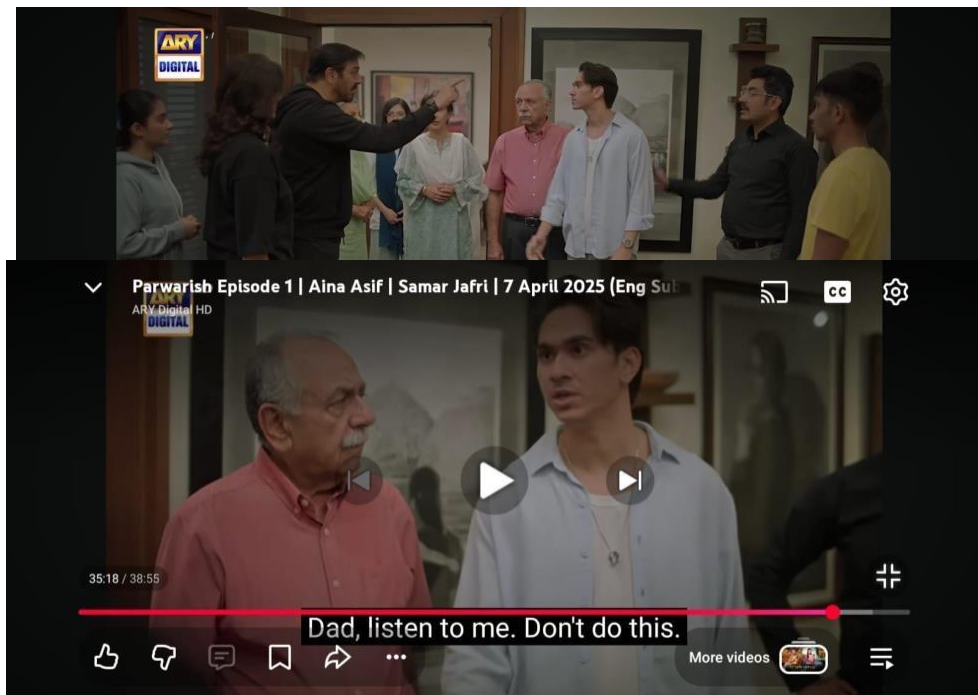 ARY
DIGITAL
Parwarish Episode 1 | Aina Asif | Samar Jafri | 7 April 2025 (Eng Sub
ARY Digital HD
CC
ARY
DIGITAL
35:18 / 38:55
Dad, listen to me. Don't do this.
More videos